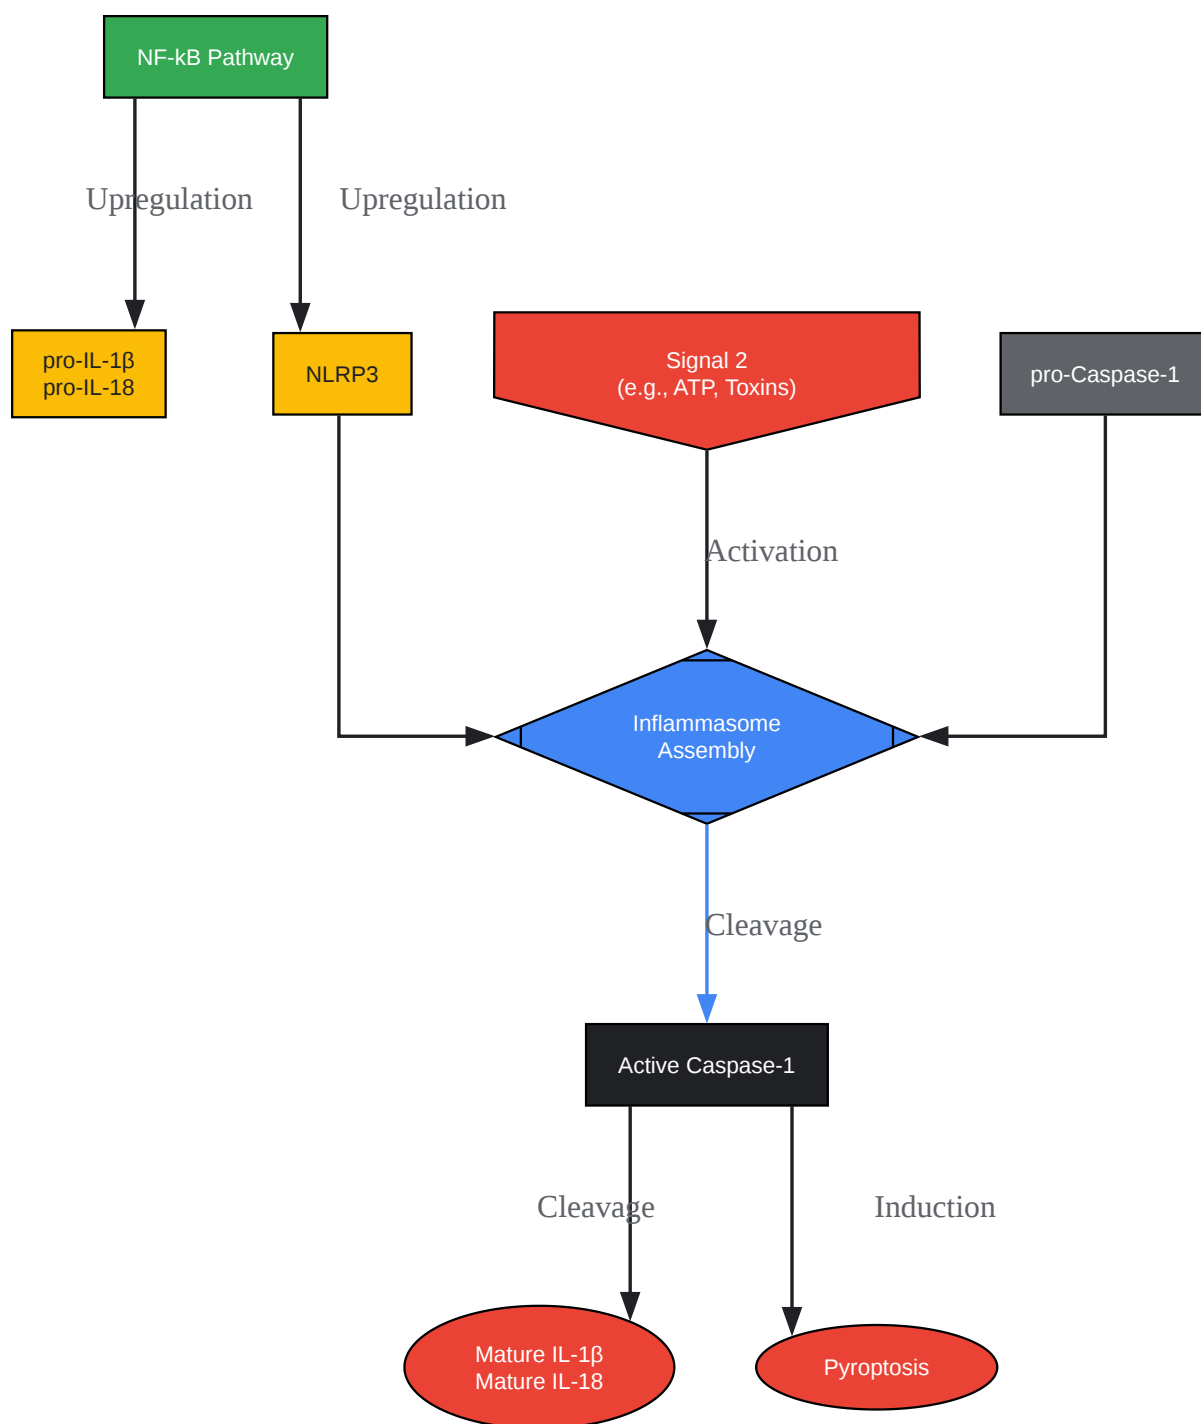 NF-kB Pathway
Upregulation
Upregulation
pro-IL-1β
pro-IL-18
NLRP3
Signal 2
(e.g., ATP, Toxins)
pro-Caspase-1
Activation
Inflammasome
Assembly
Cleavage
Active Caspase-1
Cleavage
Induction
Mature IL-1β
Mature IL-18
Pyroptosis